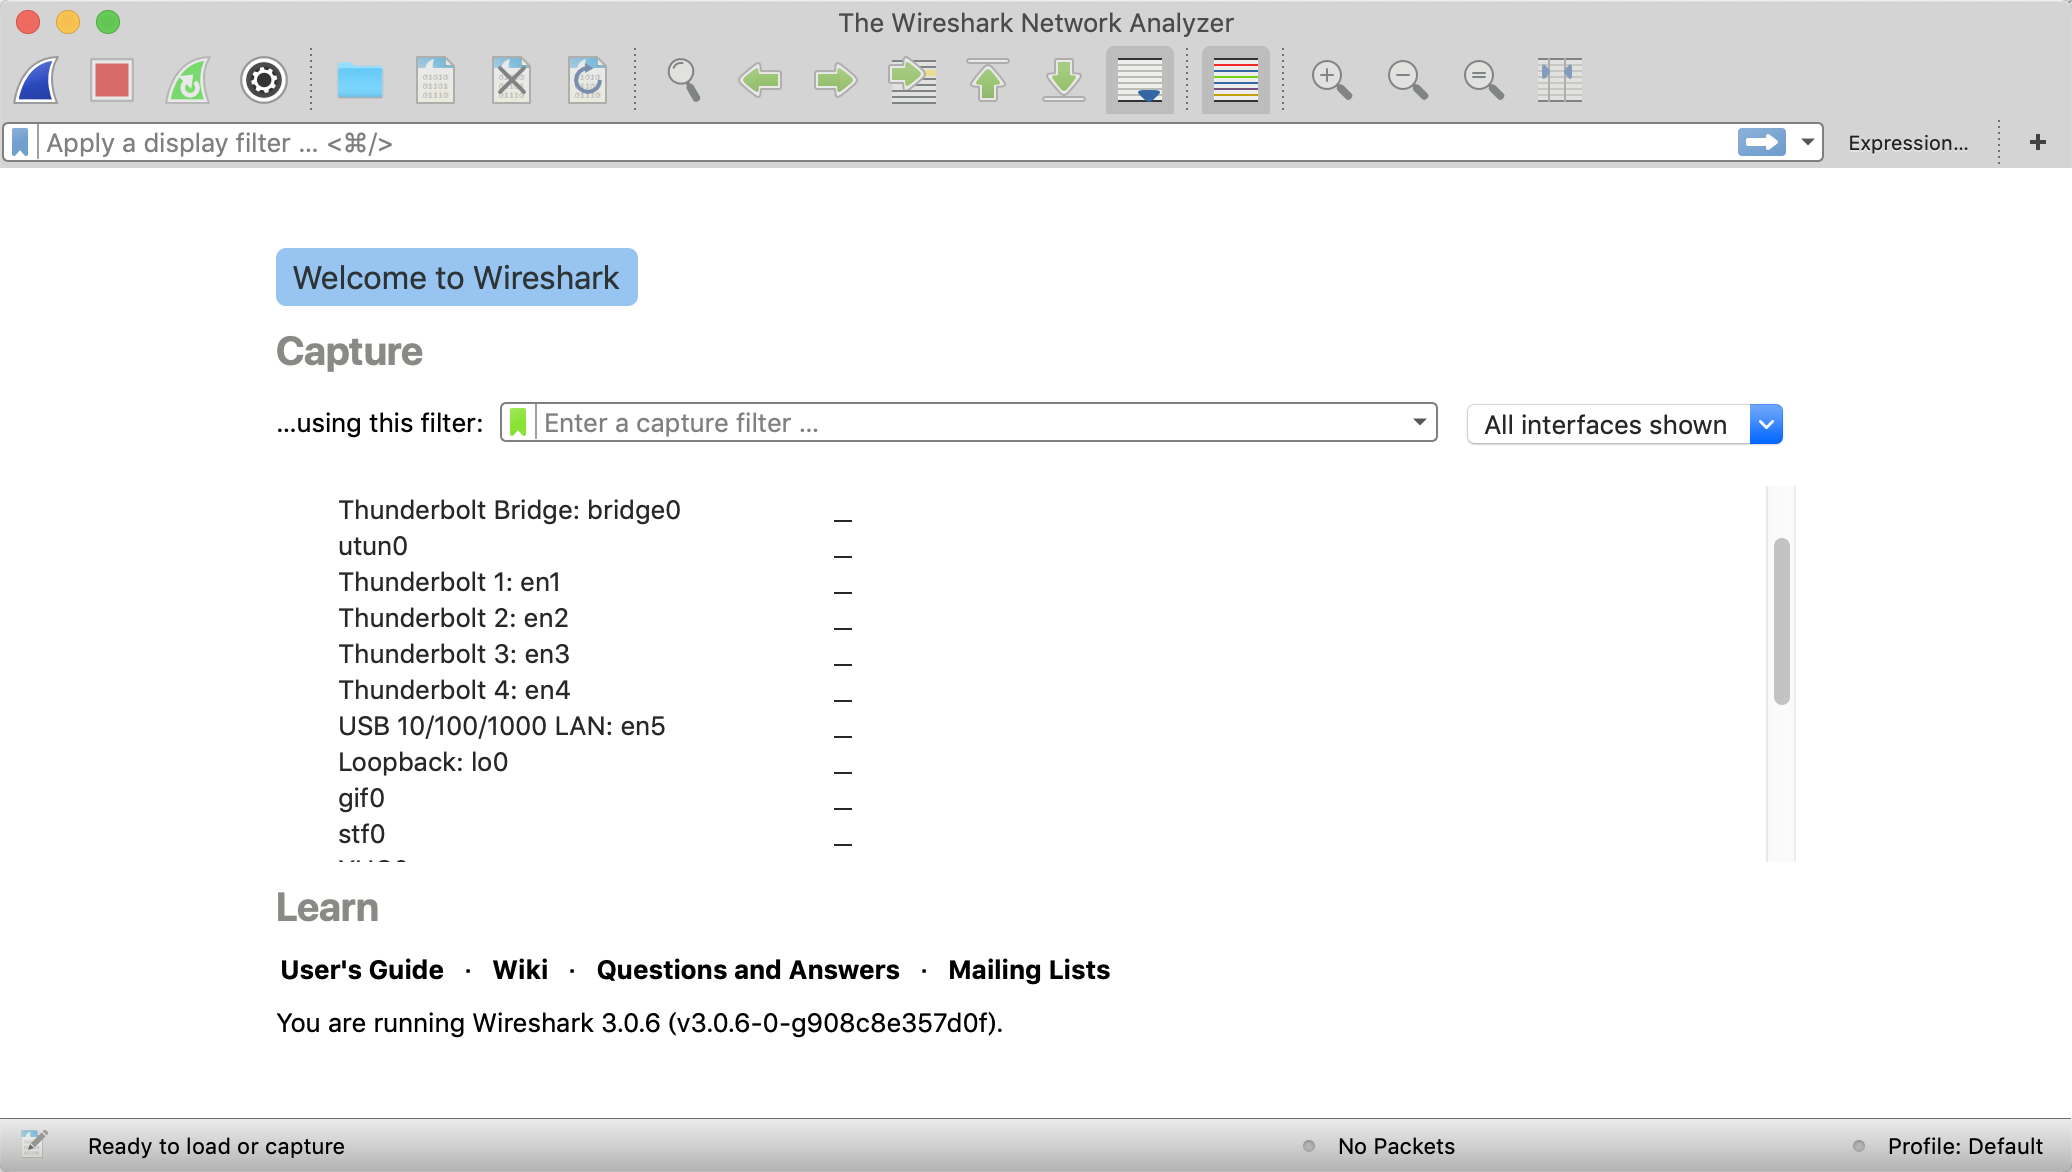 The Wireshark Network Analyzer
Apply a display filter ... <⌘/>
Expression...
+
Welcome to Wireshark
Capture
...using this filter:
Enter a capture filter ...
All interfaces shown
Thunderbolt Bridge: bridge0
utun0
Thunderbolt 1: en1
Thunderbolt 2: en2
Thunderbolt 3: en3
Thunderbolt 4: en4
USB 10/100/1000 LAN: en5
Loopback: lo0
gif0
stf0
Learn
User's Guide · Wiki · Questions and Answers · Mailing Lists
You are running Wireshark 3.0.6 (v3.0.6-0-g908c8e357d0f).
Ready to load or capture
No Packets
Profile: Default